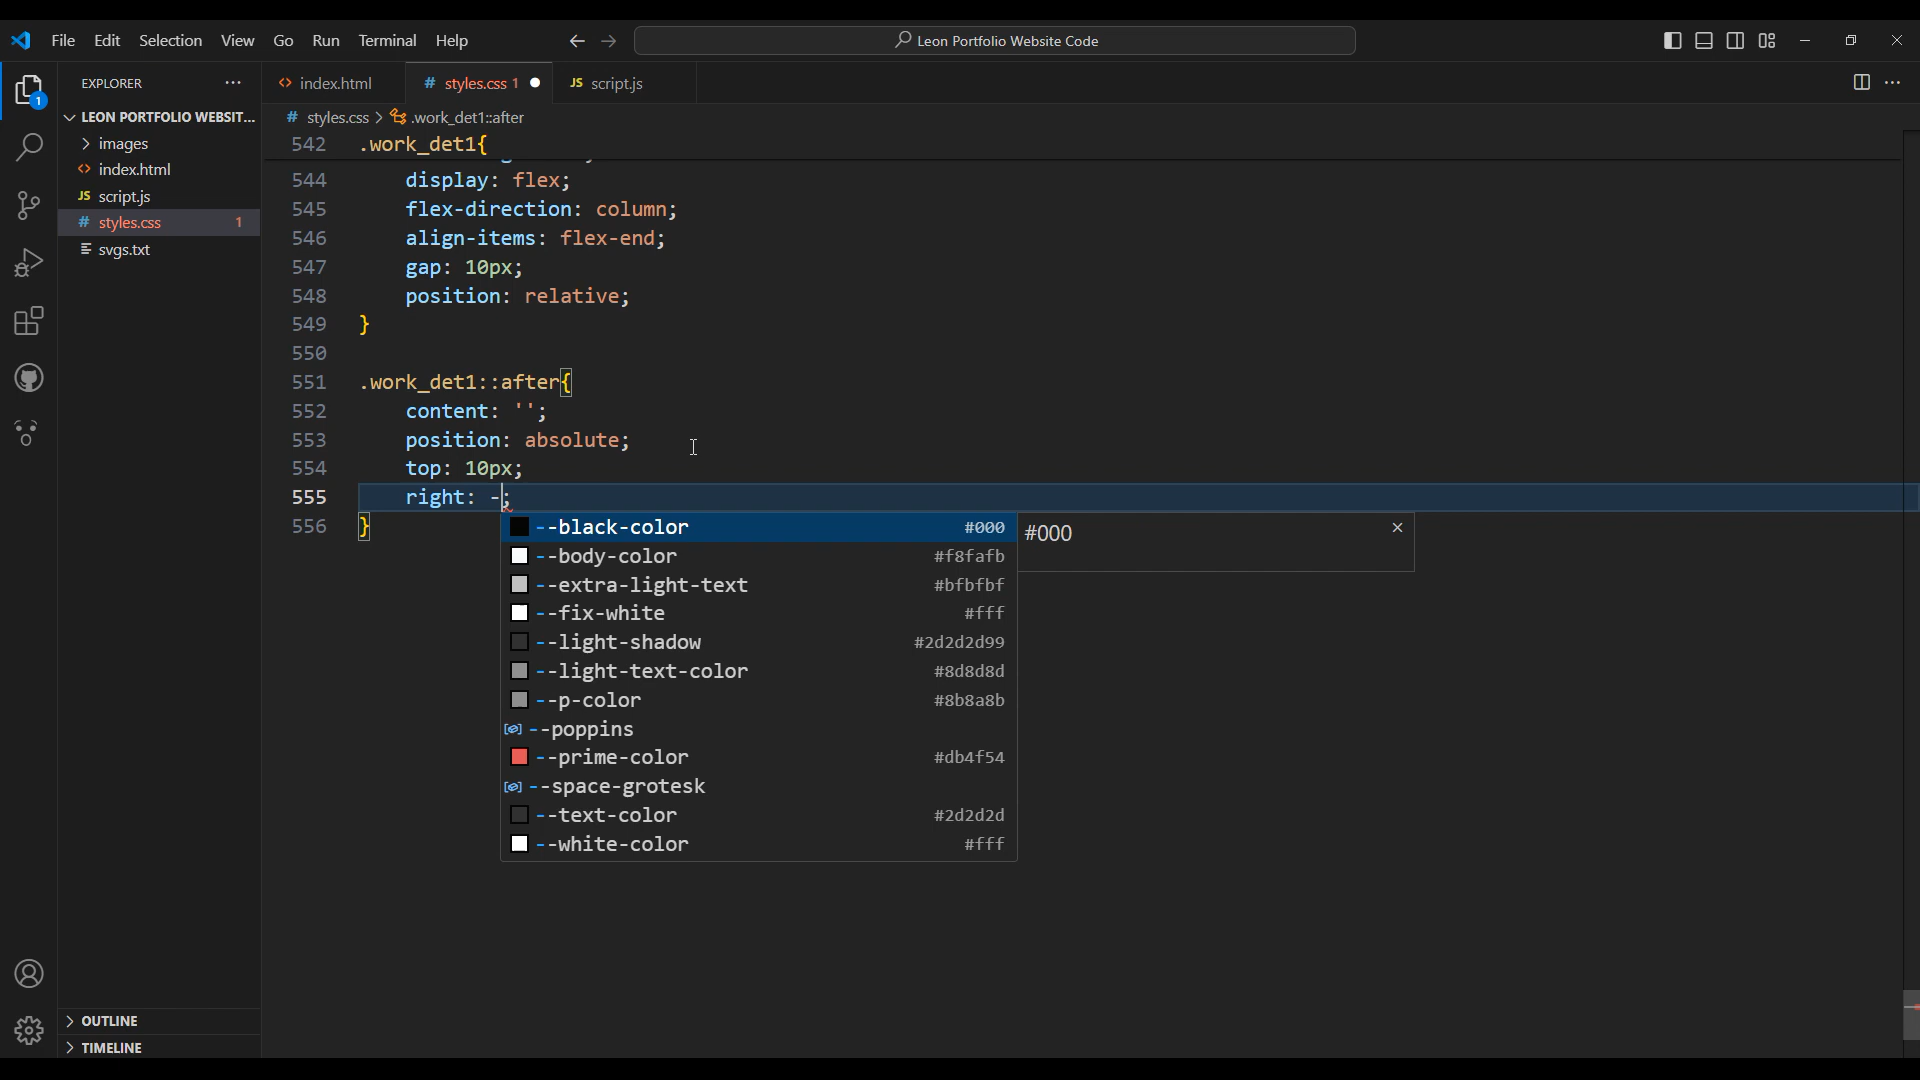 File Edit Selection View Go Run Terminal Help
Leon Portfolio Website Code
EXPLORER
index.html
styles.css 1
JS script.js
LEON PORTFOLIO WEBSIT...
styles.css > .work_det1::after
images
542 .work_det1{
index.html
544 display: flex;
JS script.js
545 flex-direction: column;
# styles.css 1
546 align-items: flex-end;
svgs.txt
547 gap: 10px;
548 position: relative;
549 }
550
551 .work_det1::after{
552 content: '';
553 position: absolute;
554 top: 10px;
555 right: -;
556 }
--black-color #000
#000
--body-color #f8fafb
--extra-light-text #bfbfbf
--fix-white #fff
--light-shadow #2d2d2d99
--light-text-color #8d8d8d
--p-color #8b8a8b
--poppins
--prime-color #db4f54
--space-grotesk
--text-color #2d2d2d
--white-color #fff
OUTLINE
TIMELINE
1